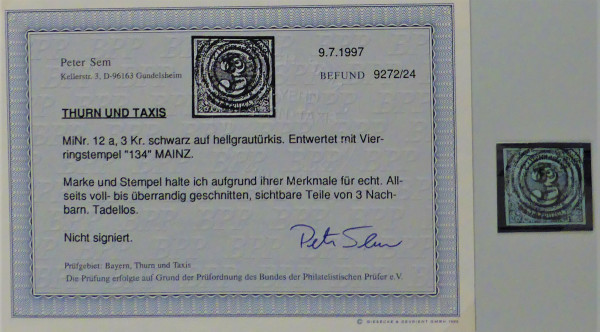 Peter Sem
Kellerstr. 3, D-96163 Gundelsheim
9.7.1997
BEFUND 9272/24
THURN UND TAXIS
MiNr. 12 a, 3 Kr. schwarz auf hellgrautürkis. Entwertet mit Vier-
ringstempel "134" MAINZ.
Marke und Stempel halte ich aufgrund ihrer Merkmale für echt. All-
seits voll- bis überrandig geschnitten, sichtbare Teile von 3 Nach-
barn. Tadellos.
Nicht signiert.
Peter Sem
Prüfgebiet: Bayern, Thurn und Taxis
Die Prüfung erfolgte auf Grund der Prüfordnung des Bundes der Philatelistischen Prüfer e.V.